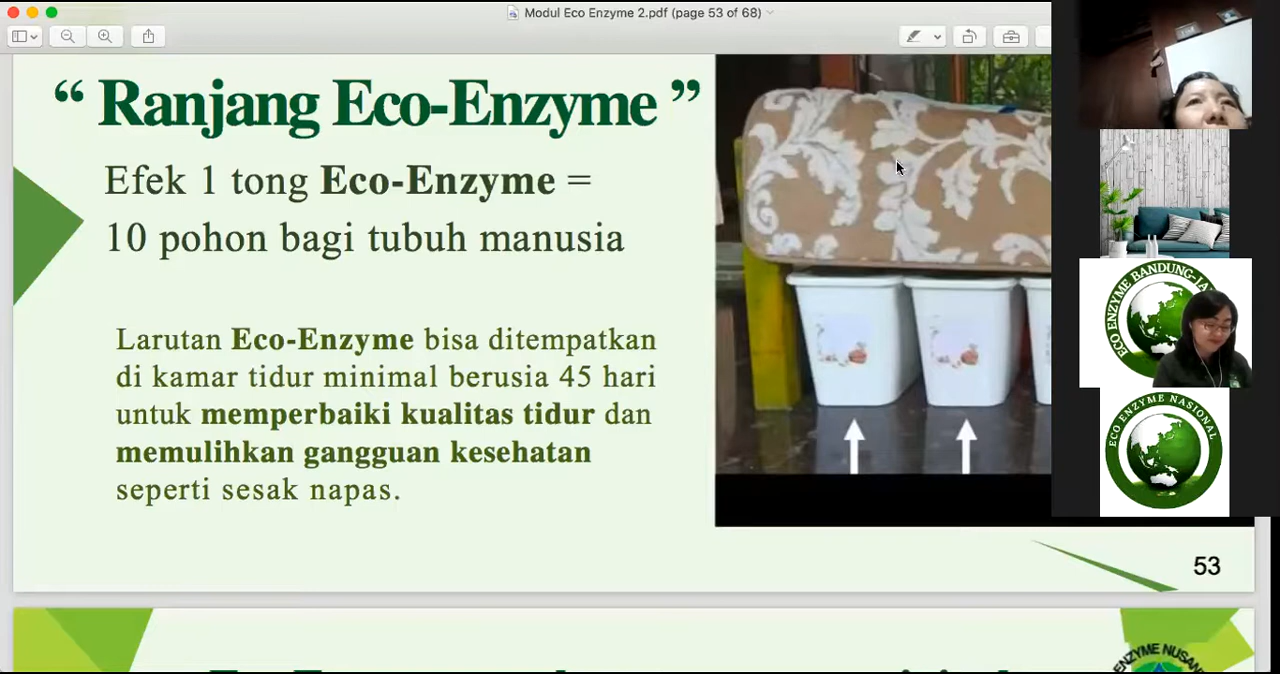 Modul Eco Enzyme 2.pdf (page 53 of 68)
“ Ranjang Eco-Enzyme ”
Efek 1 tong Eco-Enzyme =
10 pohon bagi tubuh manusia
Larutan Eco-Enzyme bisa ditempatkan
di kamar tidur minimal berusia 45 hari
untuk memperbaiki kualitas tidur dan
memulihkan gangguan kesehatan
seperti sesak napas.
53
ECO ENZYME BANDUNG-JA
ECO ENZYME NASIONAL
ENZYME NUSAN